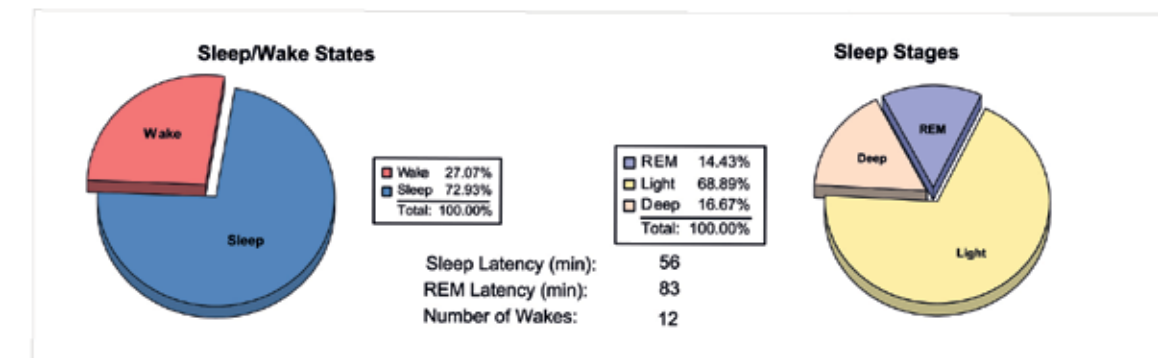 Sleep/Wake States
Wake
Sleep
Wake 27.07%
Sleep 72.93%
Total: 100.00%
Sleep Stages
REM
Deep
Light
REM 14.43%
Light 68.89%
Deep 16.67%
Total: 100.00%
Sleep Latency (min): 56
REM Latency (min): 83
Number of Wakes: 12